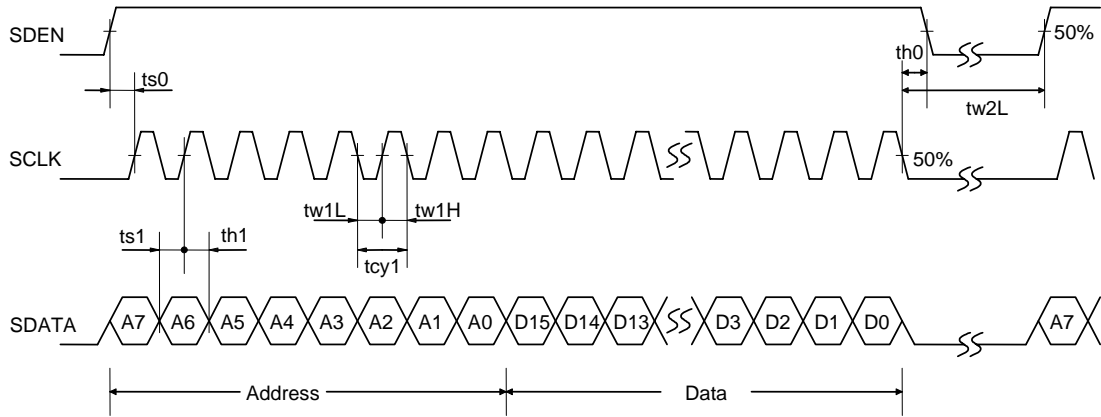 SDEN
50%
th0
ts0
tw2L
SCLK
50%
tw1L
tw1H
ts1
th1
tcy1
SDATA
A7
A6
A5
A4
A3
A2
A1
A0
D15
D14
D13
D3
D2
D1
D0
A7
Address
Data